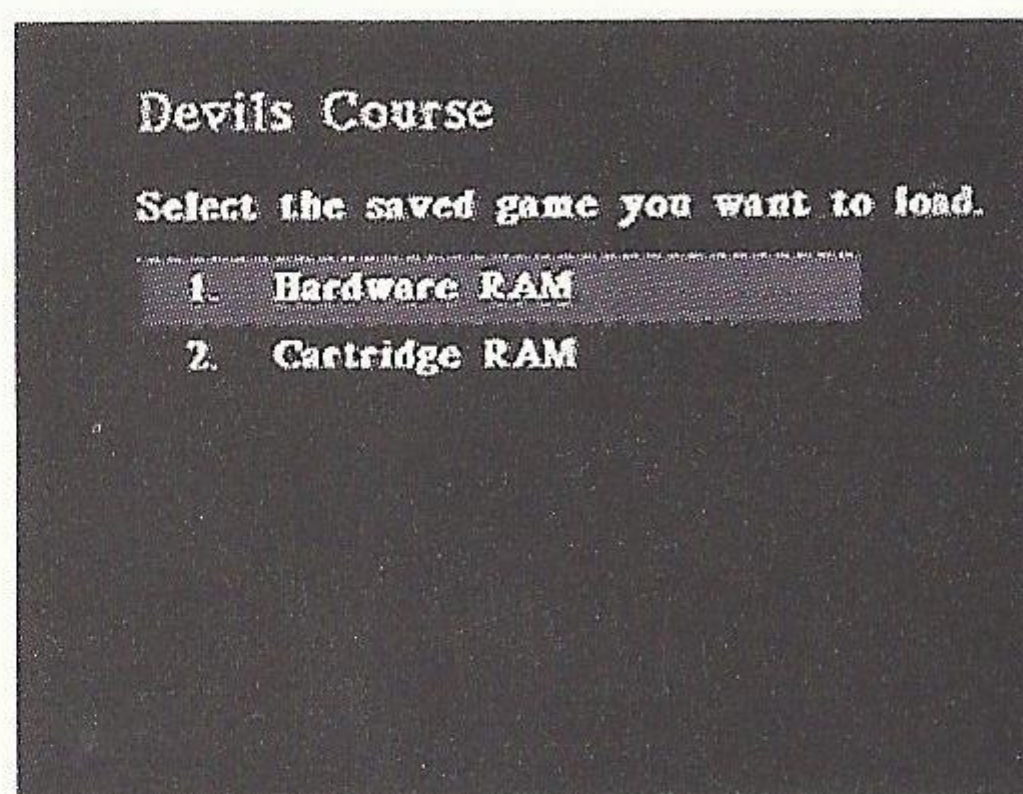 Devils Course
Select the saved game you want to load.
1. Hardware RAM
2. Cartridge RAM